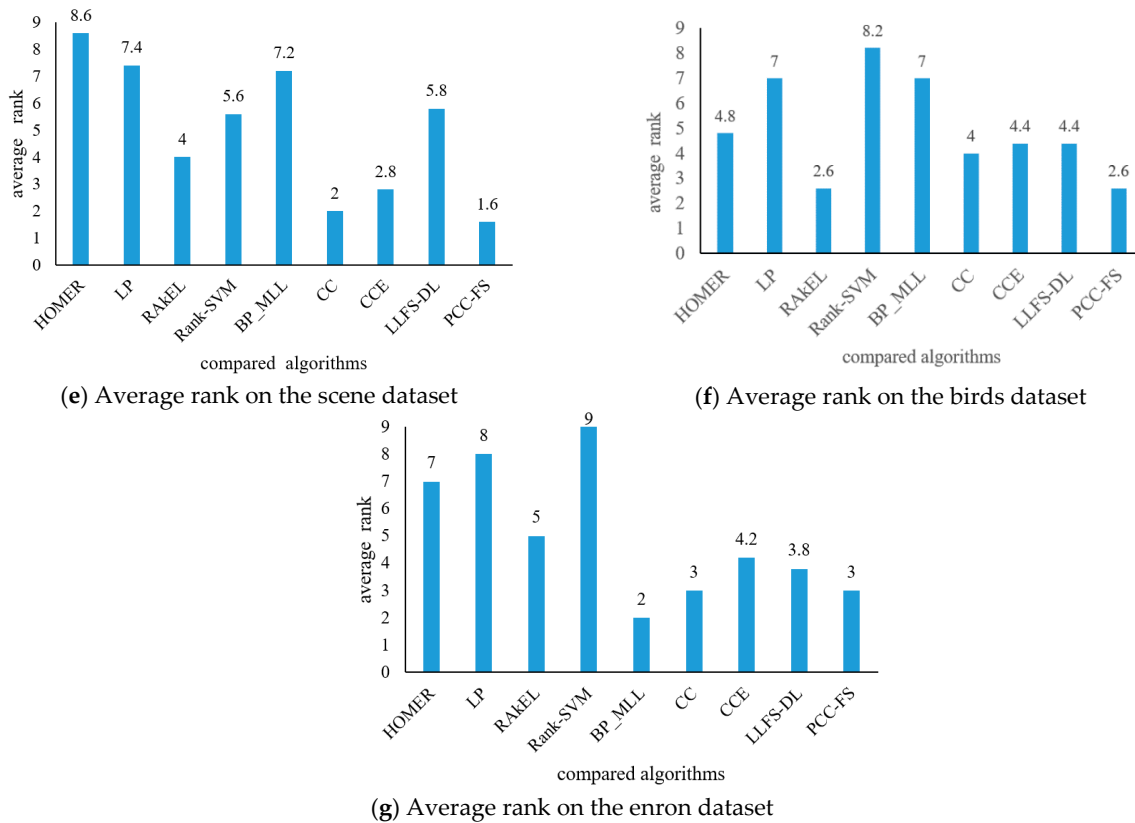 9
8
7
6
5
4
3
2
1
0
average rank
8.6
7.4
4
5.6
7.2
2
2.8
5.8
1.6
HOMER
LP
RAkEL
Rank-SVM
BP_MLL
CC
CCE
LLFS-DL
PCC-FS
compared algorithms
(e) Average rank on the scene dataset
9
8
7
6
5
4
3
2
1
0
average rank
4.8
7
2.6
8.2
7
4
4.4
4.4
2.6
HOMER
LP
RAkEL
Rank-SVM
BP_MLL
CC
CCE
LLFS-DL
PCC-FS
compared algorithms
(f) Average rank on the birds dataset
9
8
7
6
5
4
3
2
1
0
average rank
7
8
5
9
2
3
4.2
3.8
3
HOMER
LP
RAkEL
Rank-SVM
BP_MLL
CC
CCE
LLFS-DL
PCC-FS
compared algorithms
(g) Average rank on the enron dataset